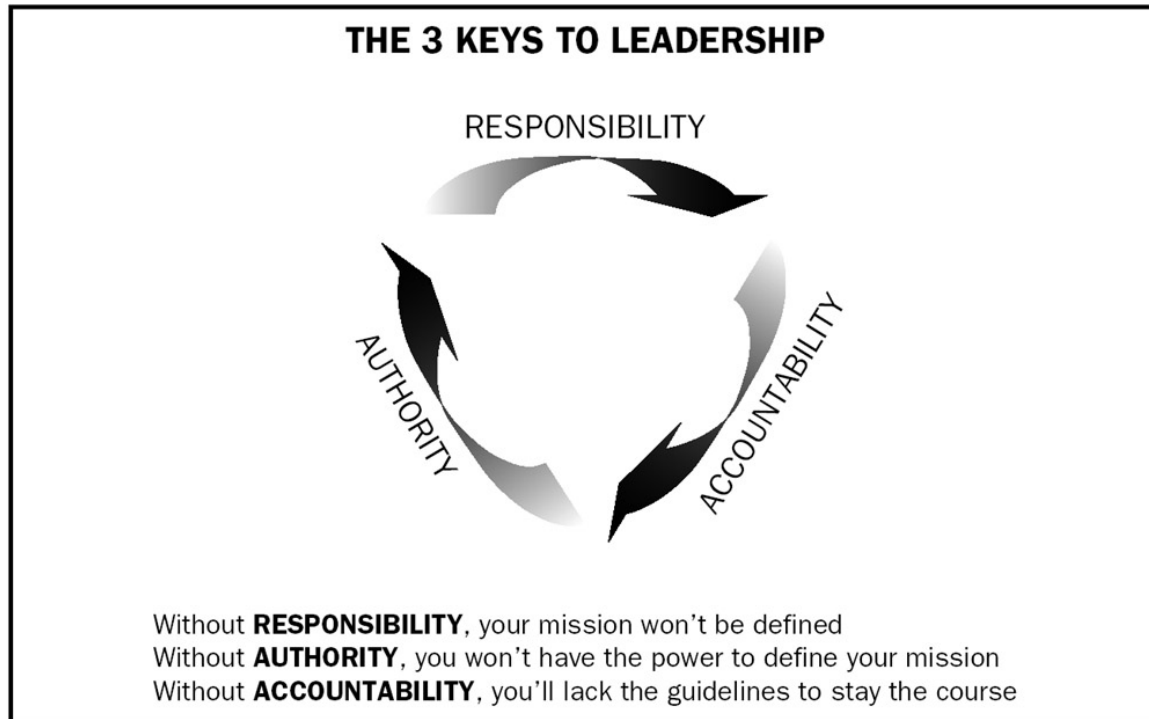 THE 3 KEYS TO LEADERSHIP
RESPONSIBILITY
AUTHORITY
ACCOUNTABILITY
Without RESPONSIBILITY, your mission won’t be defined
Without AUTHORITY, you won’t have the power to define your mission
Without ACCOUNTABILITY, you’ll lack the guidelines to stay the course